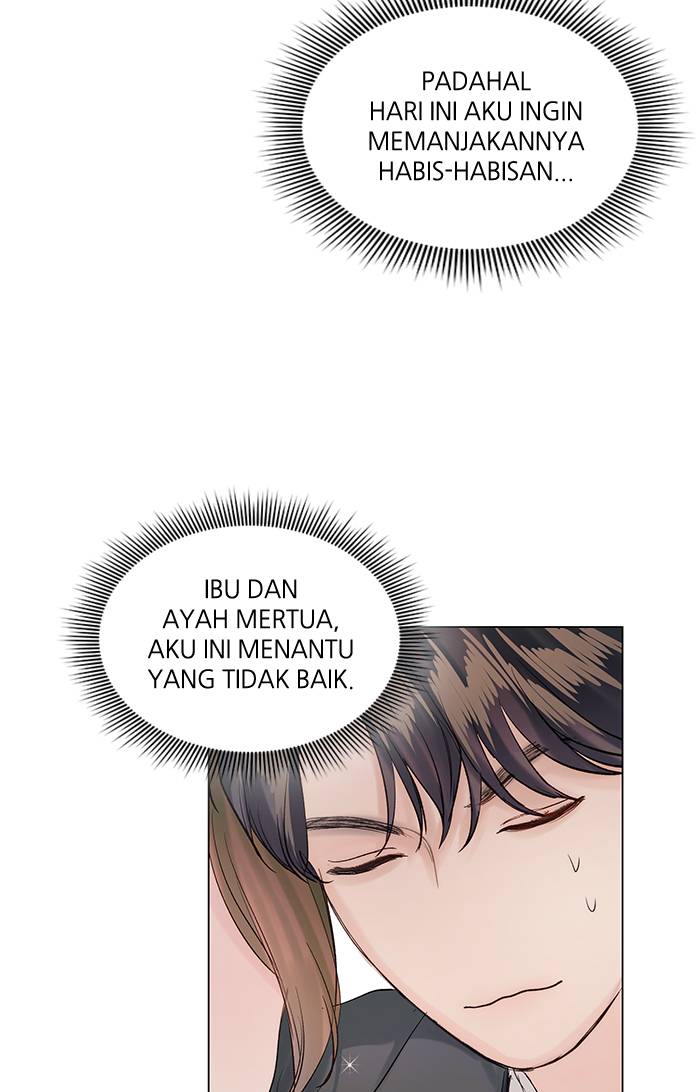 PADAHAL
HARI INI AKU INGIN
MEMANJAKANNYA
HABIS-HABISAN...
IBU DAN
AYAH MERTUA,
AKU INI MENANTU
YANG TIDAK BAIK.